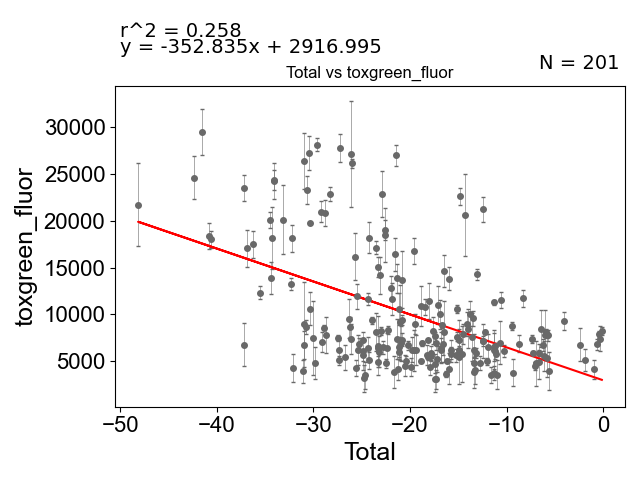 r^2 = 0.258
y = -352.835x + 2916.995
N = 201
Total vs toxgreen_fluor
30000
25000
20000
15000
10000
5000
toxgreen_fluor
−50
−40
−30
−20
−10
0
Total